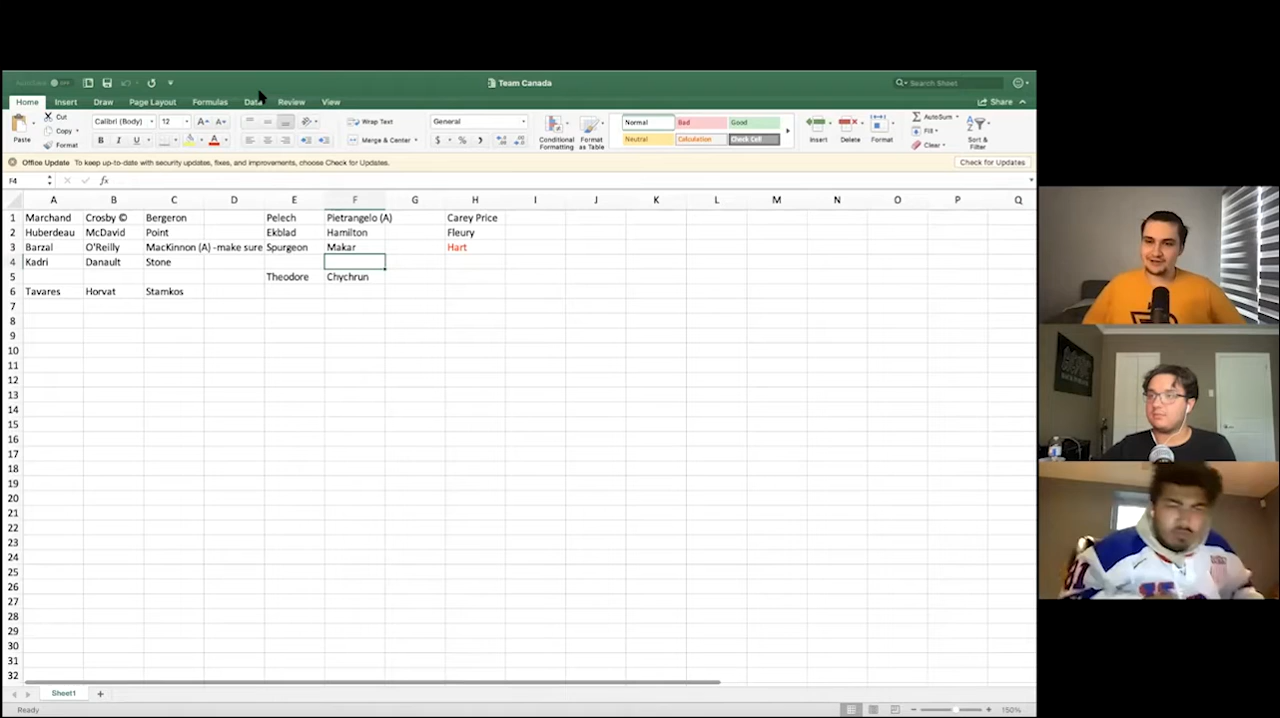 AutoSave OFF
Team Canada
Search Sheet
Home Insert Draw Page Layout Formulas Data Review View Share
Cut Calibri (Body) 12 A A Wrap Text General Normal Bad Good AutoSum
Copy Fill
Paste Format B I U A Merge & Center $ % Conditional Formatting Format as Table Neutral Calculation Check Cell Insert Delete Format Clear Sort & Filter
Office Update To keep up-to-date with security updates, fixes, and improvements, choose Check for Updates. Check for Updates
F4 fx
A B C D E F G H I J K L M N O P Q
1 Marchand Crosby © Bergeron Pelech Pietrangelo (A) Carey Price
2 Huberdeau McDavid Point Ekblad Hamilton Fleury
3 Barzal O'Reilly MacKinnon (A) -make sure Spurgeon Makar Hart
4 Kadri Danault Stone
5 Theodore Chychrun
6 Tavares Horvat Stamkos
7
8
9
10
11
12
13
14
15
16
17
18
19
20
21
22
23
24
25
26
27
28
29
30
31
32
Sheet1 +
Ready 150%